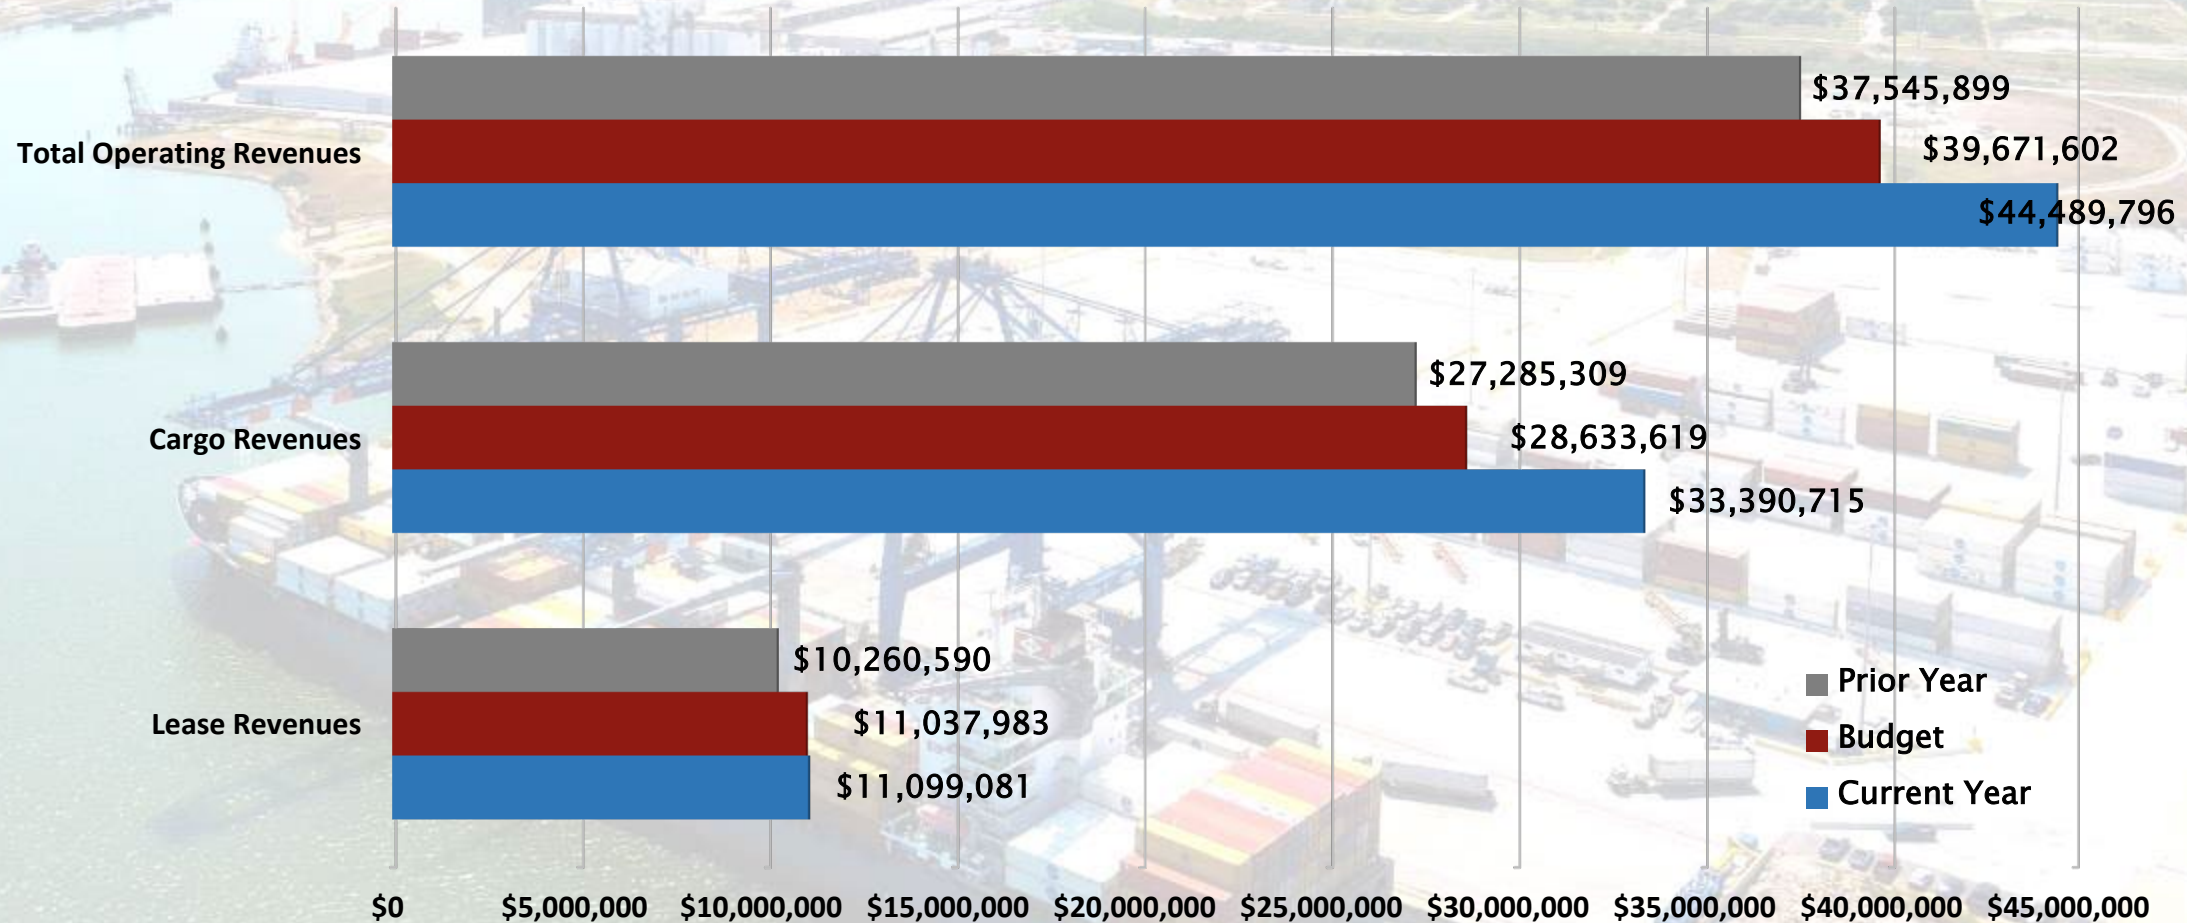 $37,545,899
Total Operating Revenues
$39,671,602
$44,489,796
$27,285,309
Cargo Revenues
$28,633,619
$33,390,715
$10,260,590
Lease Revenues
$11,037,983
$11,099,081
Prior Year
Budget
Current Year
$0 $5,000,000 $10,000,000 $15,000,000 $20,000,000 $25,000,000 $30,000,000 $35,000,000 $40,000,000 $45,000,000